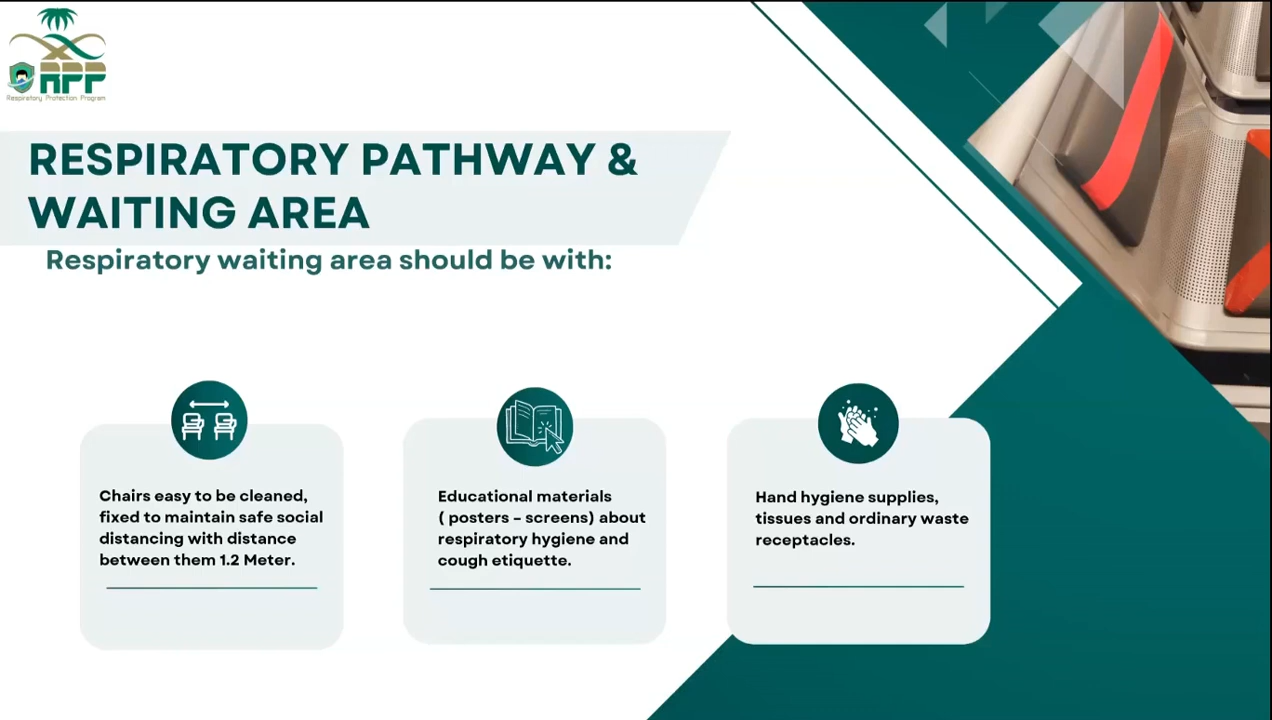 RPP
Respiratory Protection Program
RESPIRATORY PATHWAY &
WAITING AREA
Respiratory waiting area should be with:
Chairs easy to be cleaned,
fixed to maintain safe social
distancing with distance
between them 1.2 Meter.
Educational materials
( posters – screens) about
respiratory hygiene and
cough etiquette.
Hand hygiene supplies,
tissues and ordinary waste
receptacles.